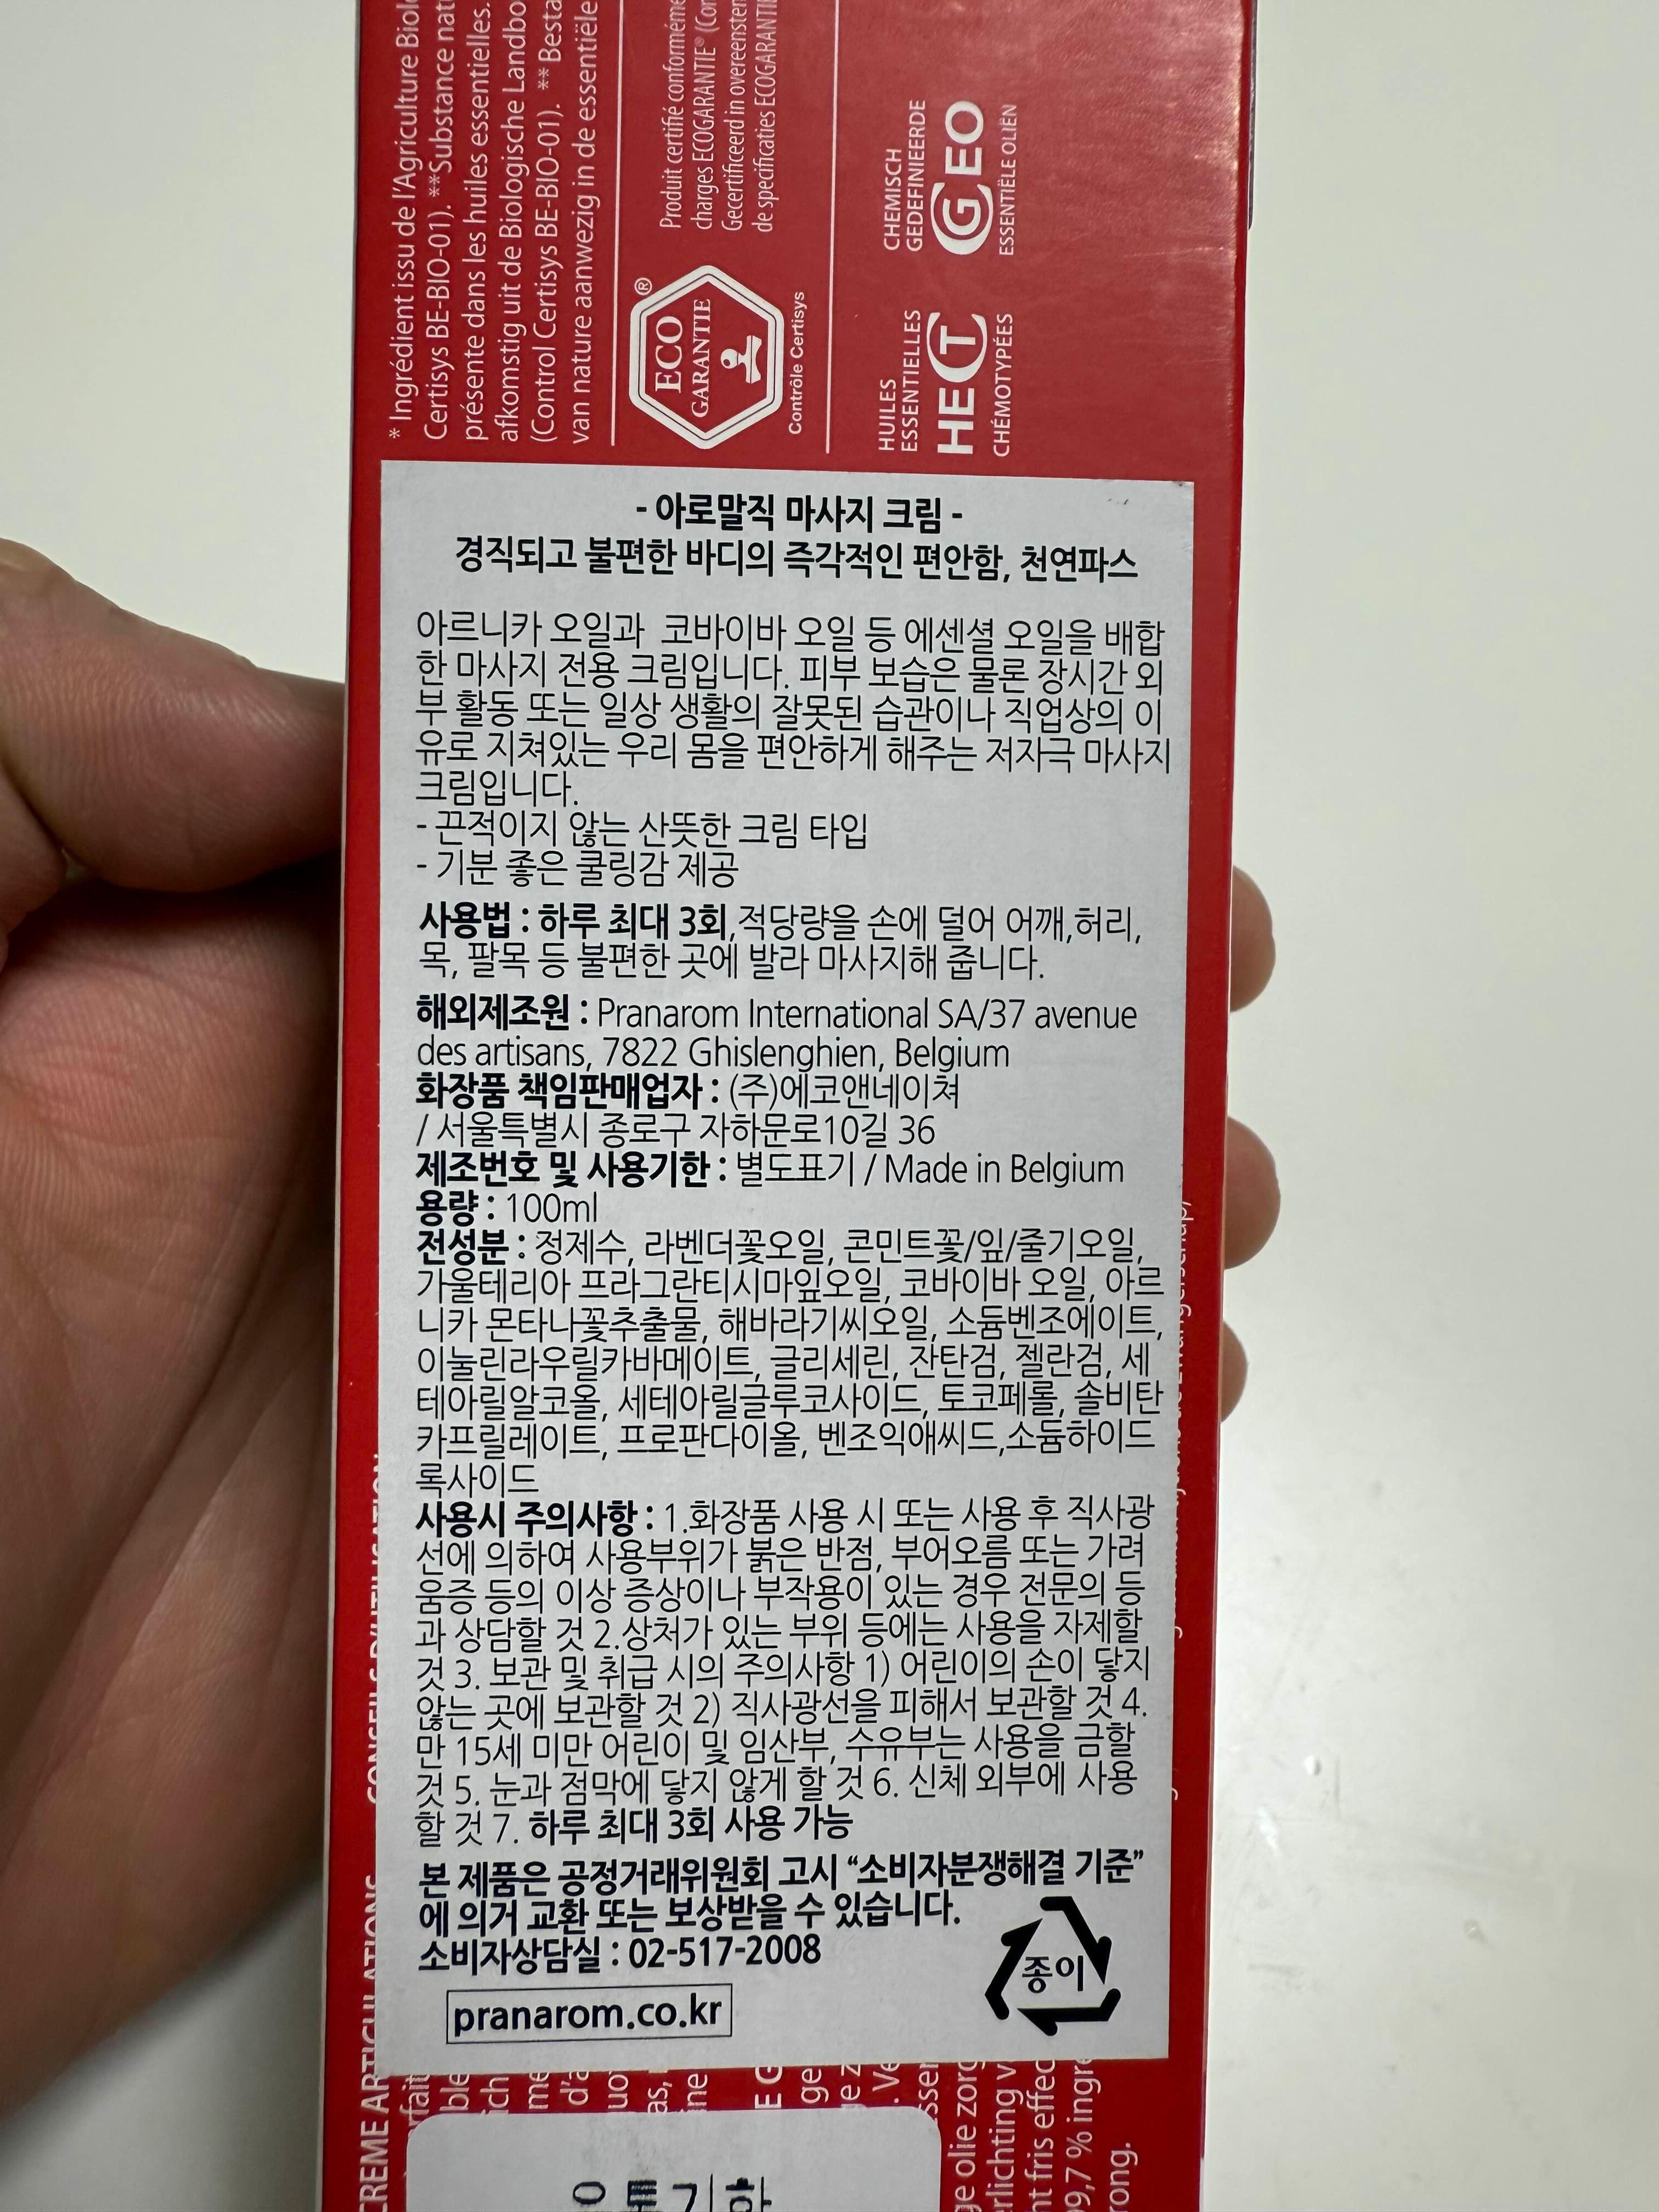 * Ingrédient issu de l'Agriculture
Certisys BE-BIO-01). **Substance
présente dans les huiles essentielles.
afkomstig uit de Biologische
(Control Certisys BE-BIO-01). **
van nature aanwezig in de essentiële
ECO
GARANTIE
®
Contrôle Certisys
Produit certifié
charges ECOGARANTIE®
Gecertificeerd in
de specificaties
HUILES
ESSENTIELLES
HECT
CHÉMOTYPÉES
CHEMISCH
GEDEFINIEERDE
GEO
ESSENTIËLE OLIËN
- 아로말직 마사지 크림 -
경직되고 불편한 바디의 즉각적인 편안함, 천연파스
아르니카 오일과 코바이바 오일 등 에센셜 오일을 배합
한 마사지 전용 크림입니다. 피부 보습은 물론 장시간 외
부 활동 또는 일상 생활의 잘못된 습관이나 직업상의 이
유로 지쳐있는 우리 몸을 편안하게 해주는 저자극 마사지
크림입니다.
- 끈적이지 않는 산뜻한 크림 타입
- 기분 좋은 쿨링감 제공
사용법 : 하루 최대 3회,적당량을 손에 덜어 어깨,허리,
목, 팔목 등 불편한 곳에 발라 마사지해 줍니다.
해외제조원 : Pranarom International SA/37 avenue
des artisans, 7822 Ghislenghien, Belgium
화장품 책임판매업자 : (주)에코앤네이쳐
/ 서울특별시 종로구 자하문로10길 36
제조번호 및 사용기한 : 별도표기 / Made in Belgium
용량 : 100ml
전성분 : 정제수, 라벤더꽃오일, 콘민트꽃/잎/줄기오일,
가울테리아 프라그란티시마잎오일, 코바이바 오일, 아르
니카 몬타나꽃추출물, 해바라기씨오일, 소듐벤조에이트,
이눌린라우릴카바메이트, 글리세린, 잔탄검, 젤란검, 세
테아릴알코올, 세테아릴글루코사이드, 토코페롤, 솔비탄
카프릴레이트, 프로판다이올, 벤조익애씨드,소듐하이드
록사이드
사용시 주의사항 : 1.화장품 사용 시 또는 사용 후 직사광
선에 의하여 사용부위가 붉은 반점, 부어오름 또는 가려
움증 등의 이상 증상이나 부작용이 있는 경우 전문의 등
과 상담할 것 2.상처가 있는 부위 등에는 사용을 자제할
것 3. 보관 및 취급 시의 주의사항 1) 어린이의 손이 닿지
않는 곳에 보관할 것 2) 직사광선을 피해서 보관할 것 4.
만 15세 미만 어린이 및 임산부, 수유부는 사용을 금할
것 5. 눈과 점막에 닿지 않게 할 것 6. 신체 외부에 사용
할 것 7. 하루 최대 3회 사용 가능
본 제품은 공정거래위원회 고시 “소비자분쟁해결 기준”
에 의거 교환 또는 보상받을 수 있습니다.
소비자상담실 : 02-517-2008
종이
pranarom.co.kr
CREME ARTICULATIONS
CONSEILS D'UTILISATION
olie
fris
99,7 %